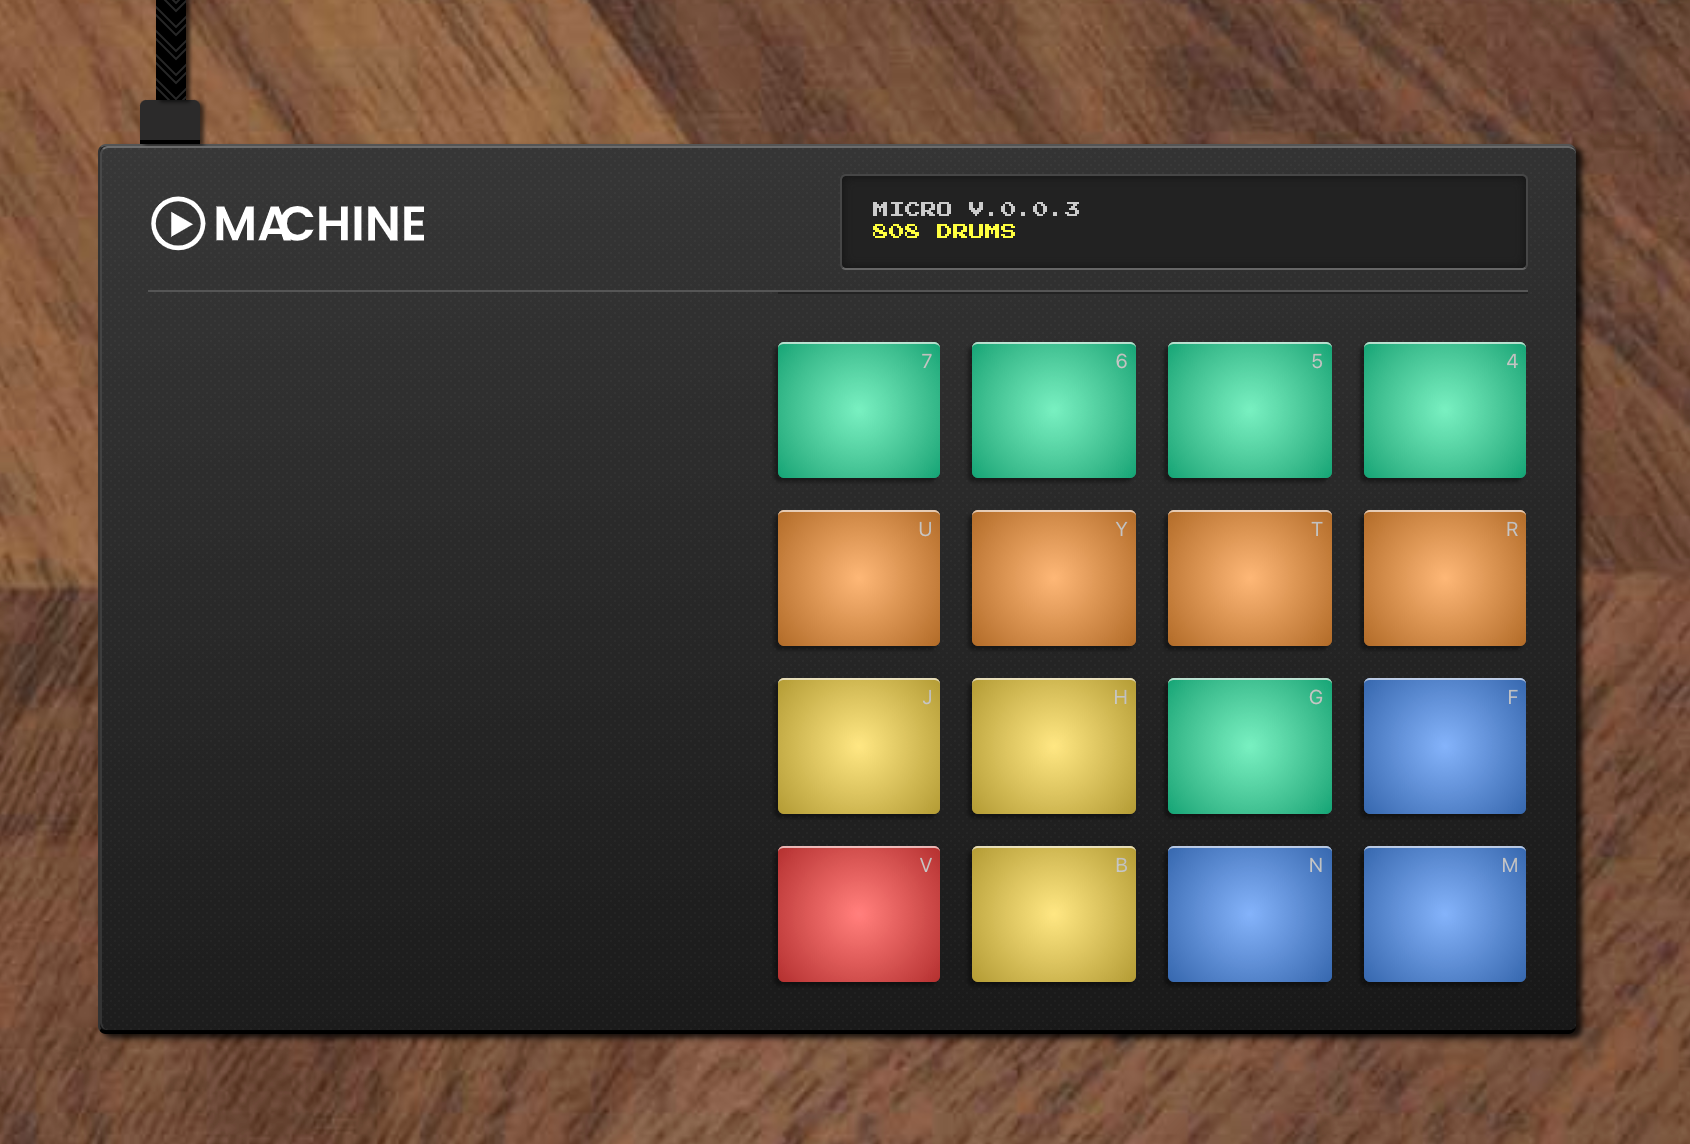 MACHINE
MICRO V.0.0.3
808 DRUMS
7 6 5 4
U Y T R
J H G F
V B N M